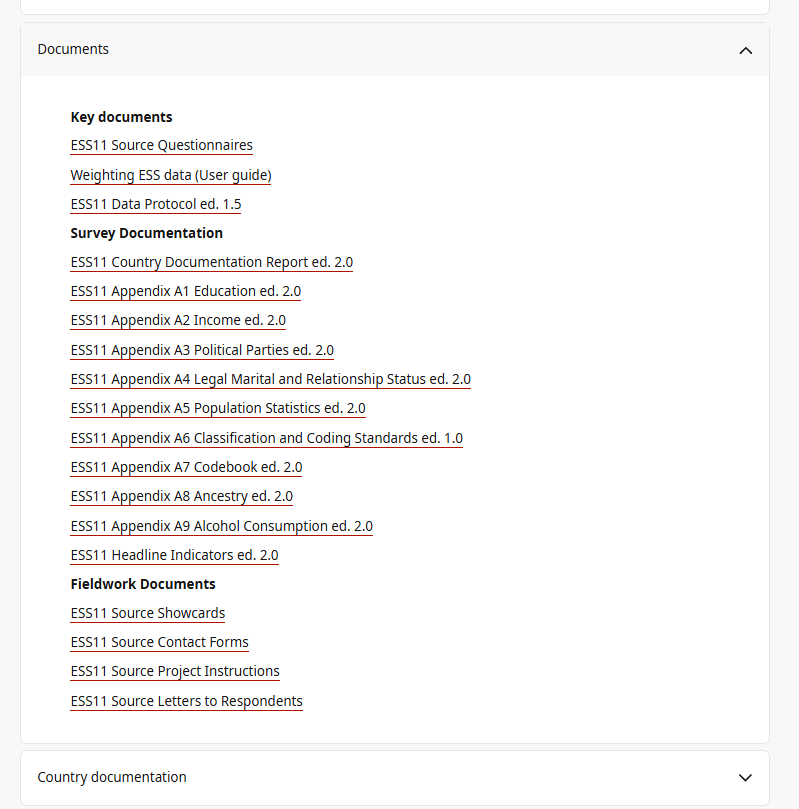 Documents
Key documents
ESS11 Source Questionnaires
Weighting ESS data (User guide)
ESS11 Data Protocol ed. 1.5
Survey Documentation
ESS11 Country Documentation Report ed. 2.0
ESS11 Appendix A1 Education ed. 2.0
ESS11 Appendix A2 Income ed. 2.0
ESS11 Appendix A3 Political Parties ed. 2.0
ESS11 Appendix A4 Legal Marital and Relationship Status ed. 2.0
ESS11 Appendix A5 Population Statistics ed. 2.0
ESS11 Appendix A6 Classification and Coding Standards ed. 1.0
ESS11 Appendix A7 Codebook ed. 2.0
ESS11 Appendix A8 Ancestry ed. 2.0
ESS11 Appendix A9 Alcohol Consumption ed. 2.0
ESS11 Headline Indicators ed. 2.0
Fieldwork Documents
ESS11 Source Showcards
ESS11 Source Contact Forms
ESS11 Source Project Instructions
ESS11 Source Letters to Respondents
Country documentation